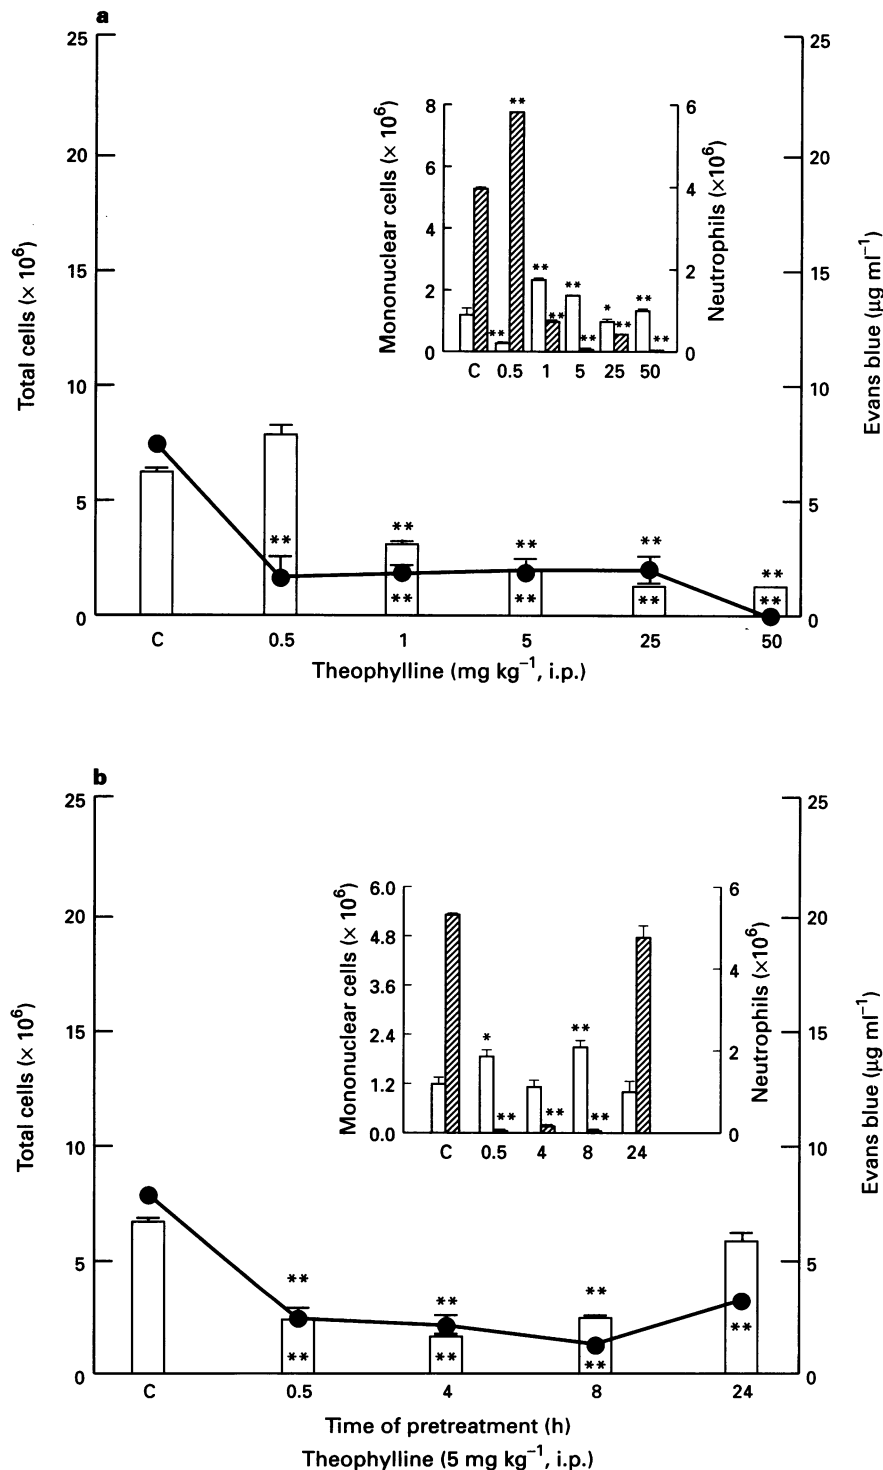 a
25
20
15
10
5
0
Total cells (× 10⁶)
25
20
15
10
5
0
Evans blue (μg ml⁻¹)
8
6
4
2
0
Mononuclear cells (× 10⁶)
6
4
2
0
Neutrophils (×10⁶)
** ** ** ** ** ** * ** ** **
C 0.5 1 5 25 50
** ** ** ** **
** ** ** **
C 0.5 1 5 25 50
Theophylline (mg kg⁻¹, i.p.)
b
25
20
15
10
5
0
Total cells (× 10⁶)
25
20
15
10
5
0
Evans blue (μg ml⁻¹)
6.0
4.8
3.6
2.4
1.2
0.0
Mononuclear cells (× 10⁶)
6
4
2
0
Neutrophils (×10⁶)
* ** ** ** **
C 0.5 4 8 24
** ** **
** ** ** **
C 0.5 4 8 24
Time of pretreatment (h)
Theophylline (5 mg kg⁻¹, i.p.)